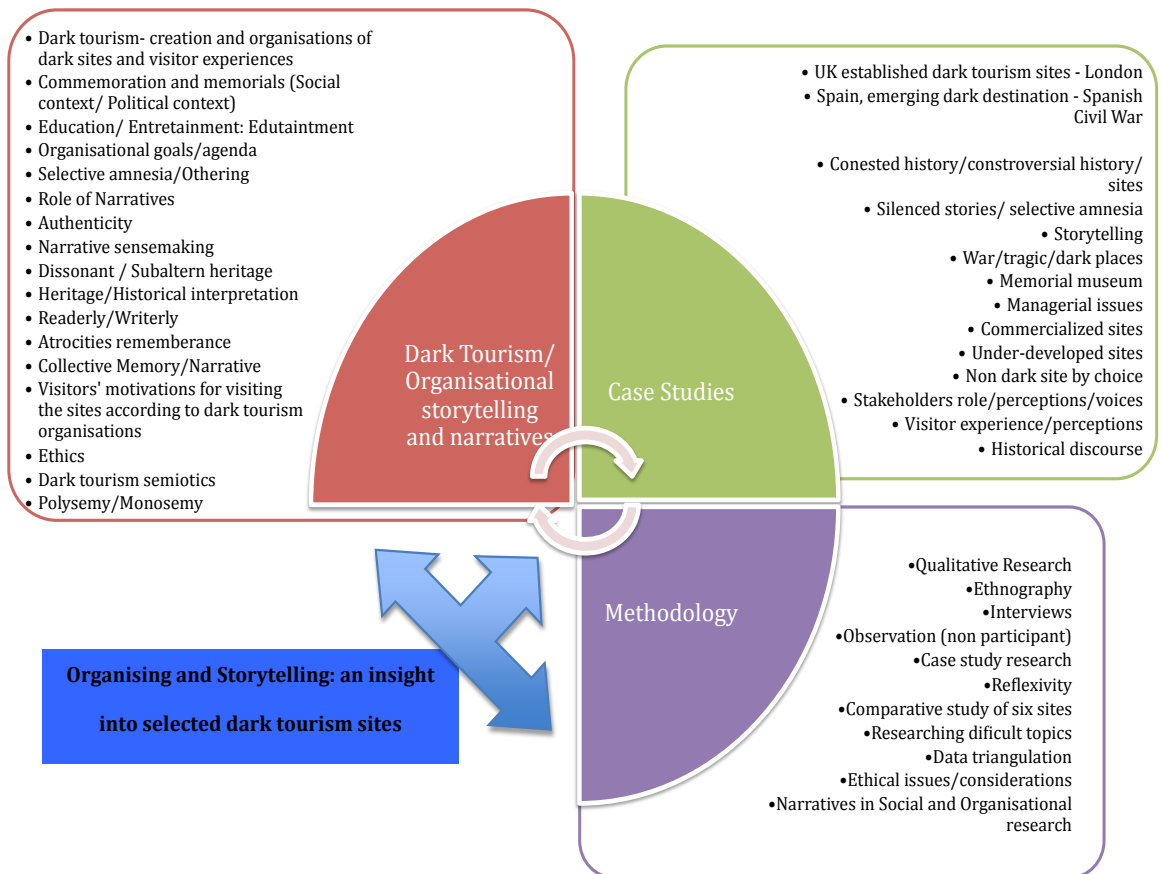 • Dark tourism- creation and organisations of
dark sites and visitor experiences
• Commemoration and memorials (Social
context/ Political context)
• Education/ Entretainment: Edutaintment
• Organisational goals/agenda
• Selective amnesia/Othering
• Role of Narratives
• Authenticity
• Narrative sensemaking
• Dissonant / Subaltern heritage
• Heritage/Historical interpretation
• Readerly/Writerly
• Atrocities rememberance
• Collective Memory/Narrative
• Visitors' motivations for visiting
the sites according to dark tourism
organisations
• Ethics
• Dark tourism semiotics
• Polysemy/Monosemy
Dark Tourism/
Organisational
storytelling
and narratives
• UK established dark tourism sites - London
• Spain, emerging dark destination - Spanish
Civil War
• Conested history/constroversial history/
sites
• Silenced stories/ selective amnesia
• Storytelling
• War/tragic/dark places
• Memorial museum
• Managerial issues
• Commercialized sites
• Under-developed sites
• Non dark site by choice
• Stakeholders role/perceptions/voices
• Visitor experience/perceptions
• Historical discourse
Case Studies
Methodology
•Qualitative Research
•Ethnography
•Interviews
•Observation (non participant)
•Case study research
•Reflexivity
•Comparative study of six sites
•Researching dificult topics
•Data triangulation
•Ethical issues/considerations
•Narratives in Social and Organisational
research
Organising and Storytelling: an insight
into selected dark tourism sites